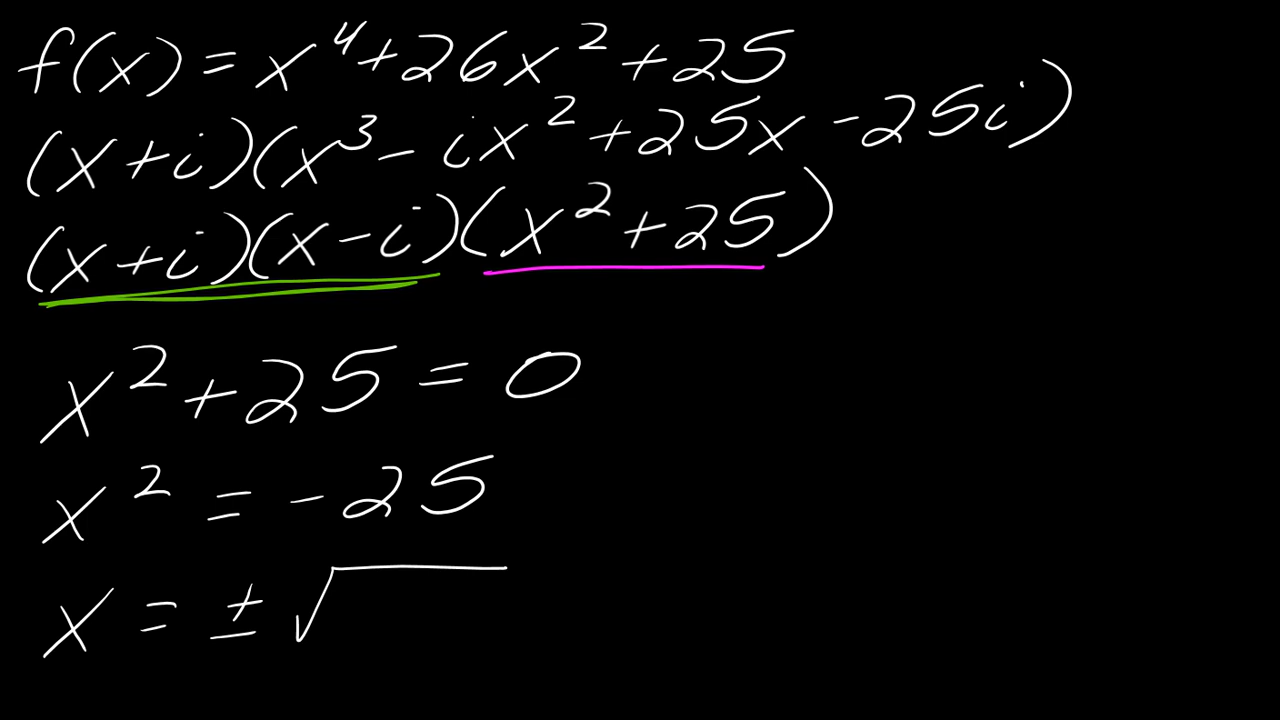 f(x) = x⁴+26x²+25
(x+i)(x³-ix²+25x-25i)
(x+i)(x-i)(x²+25)
x²+25=0
x² = -25
x = ±√